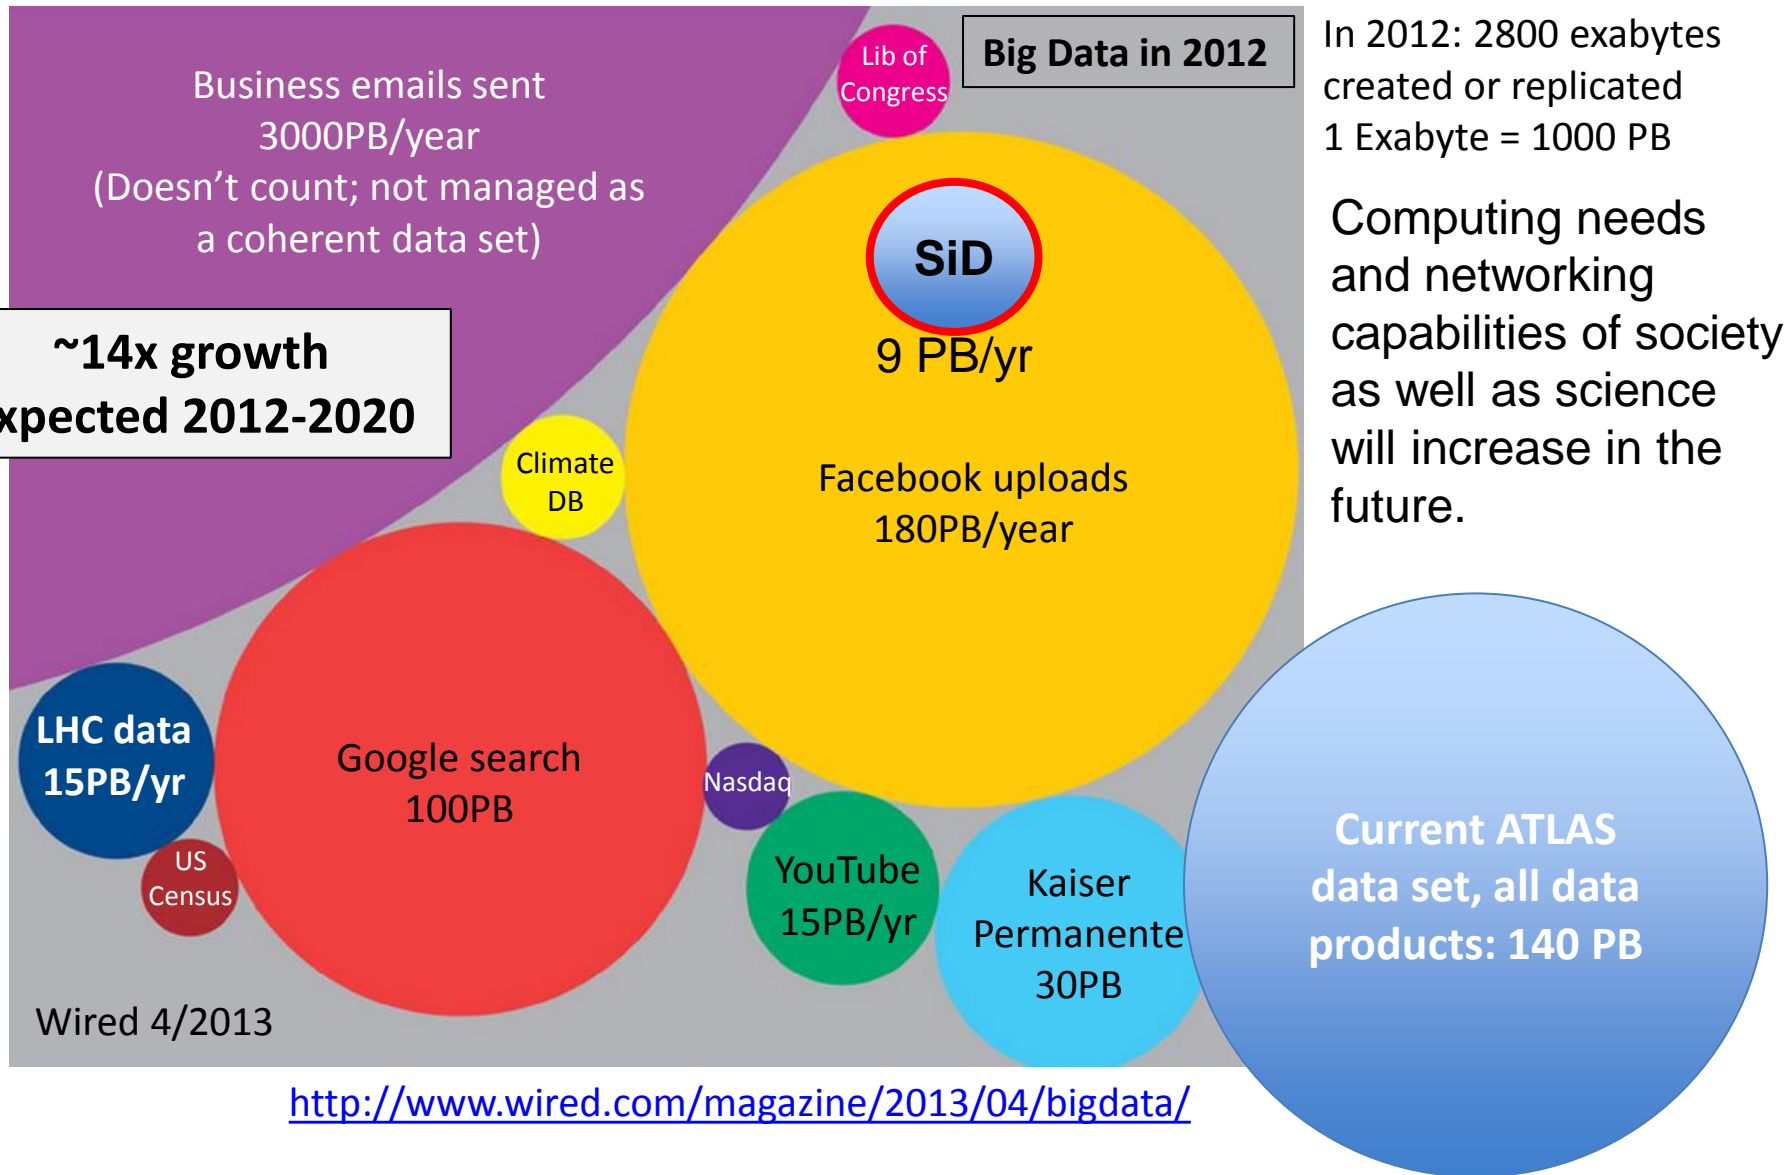 Business emails sent
3000PB/year
(Doesn’t count; not managed as
a coherent data set)
Lib of
Congress
Big Data in 2012
In 2012: 2800 exabytes
created or replicated
1 Exabyte = 1000 PB
Computing needs
and networking
capabilities of society
as well as science
will increase in the
future.
SiD
9 PB/yr
~14x growth
xpected 2012-2020
Climate
DB
Facebook uploads
180PB/year
LHC data
15PB/yr
Google search
100PB
Nasdaq
US
Census
YouTube
15PB/yr
Kaiser
Permanente
30PB
Current ATLAS
data set, all data
products: 140 PB
Wired 4/2013
http://www.wired.com/magazine/2013/04/bigdata/